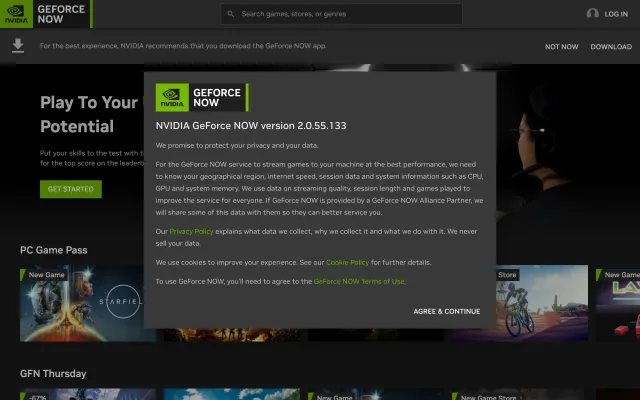 NVIDIA
GEFORCE
NOW
Search games, stores, or genres
LOG IN
For the best experience, NVIDIA recommends that you download the GeForce NOW app
NOT NOW
DOWNLOAD
Play To Your
Potential
Put your skills to the test with
for the top score on the
GET STARTED
NVIDIA
GEFORCE
NOW
NVIDIA GeForce NOW version 2.0.55.133
We promise to protect your privacy and your data.
For the GeForce NOW service to stream games to your machine at the best performance, we need
to know your geographical region, internet speed, session data and system information such as CPU,
GPU and system memory. We use data on streaming quality, session length and games played to
improve the service for everyone. If GeForce NOW is provided by a GeForce NOW Alliance Partner, we
will share some of this data with them so they can better service you.
Our Privacy Policy explains what data we collect, why we collect it and what we do with it. We never
sell your data.
We use cookies to improve your experience. See our Cookie Policy for further details.
To use GeForce NOW, you'll need to agree to the GeForce NOW Terms of Use.
AGREE & CONTINUE
PC Game Pass
New Game
STARFIEL
Store
New Game
GFN Thursday
-67%
New Game
New Game Store